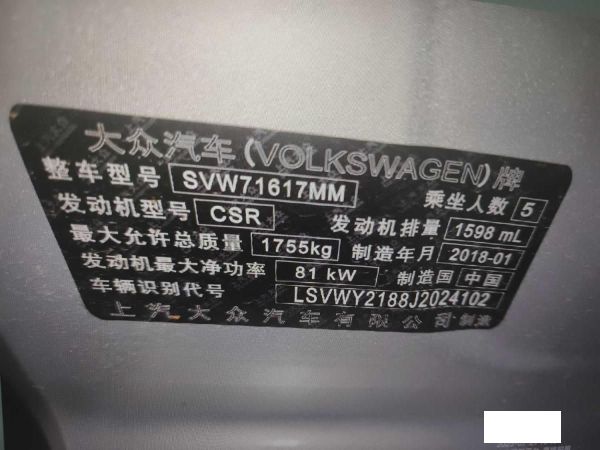 大众汽车(VOLKSWAGEN)牌
整车型号 SVW71617MM 乘坐人数 5
发动机型号 CSR 发动机排量 1598 mL
最大允许总质量 1755kg 制造年月 2018-01
发动机最大净功率 81 kW 制造国 中国
车辆识别代号 LSVWY2188J2024102
上汽大众汽车有限公司制造